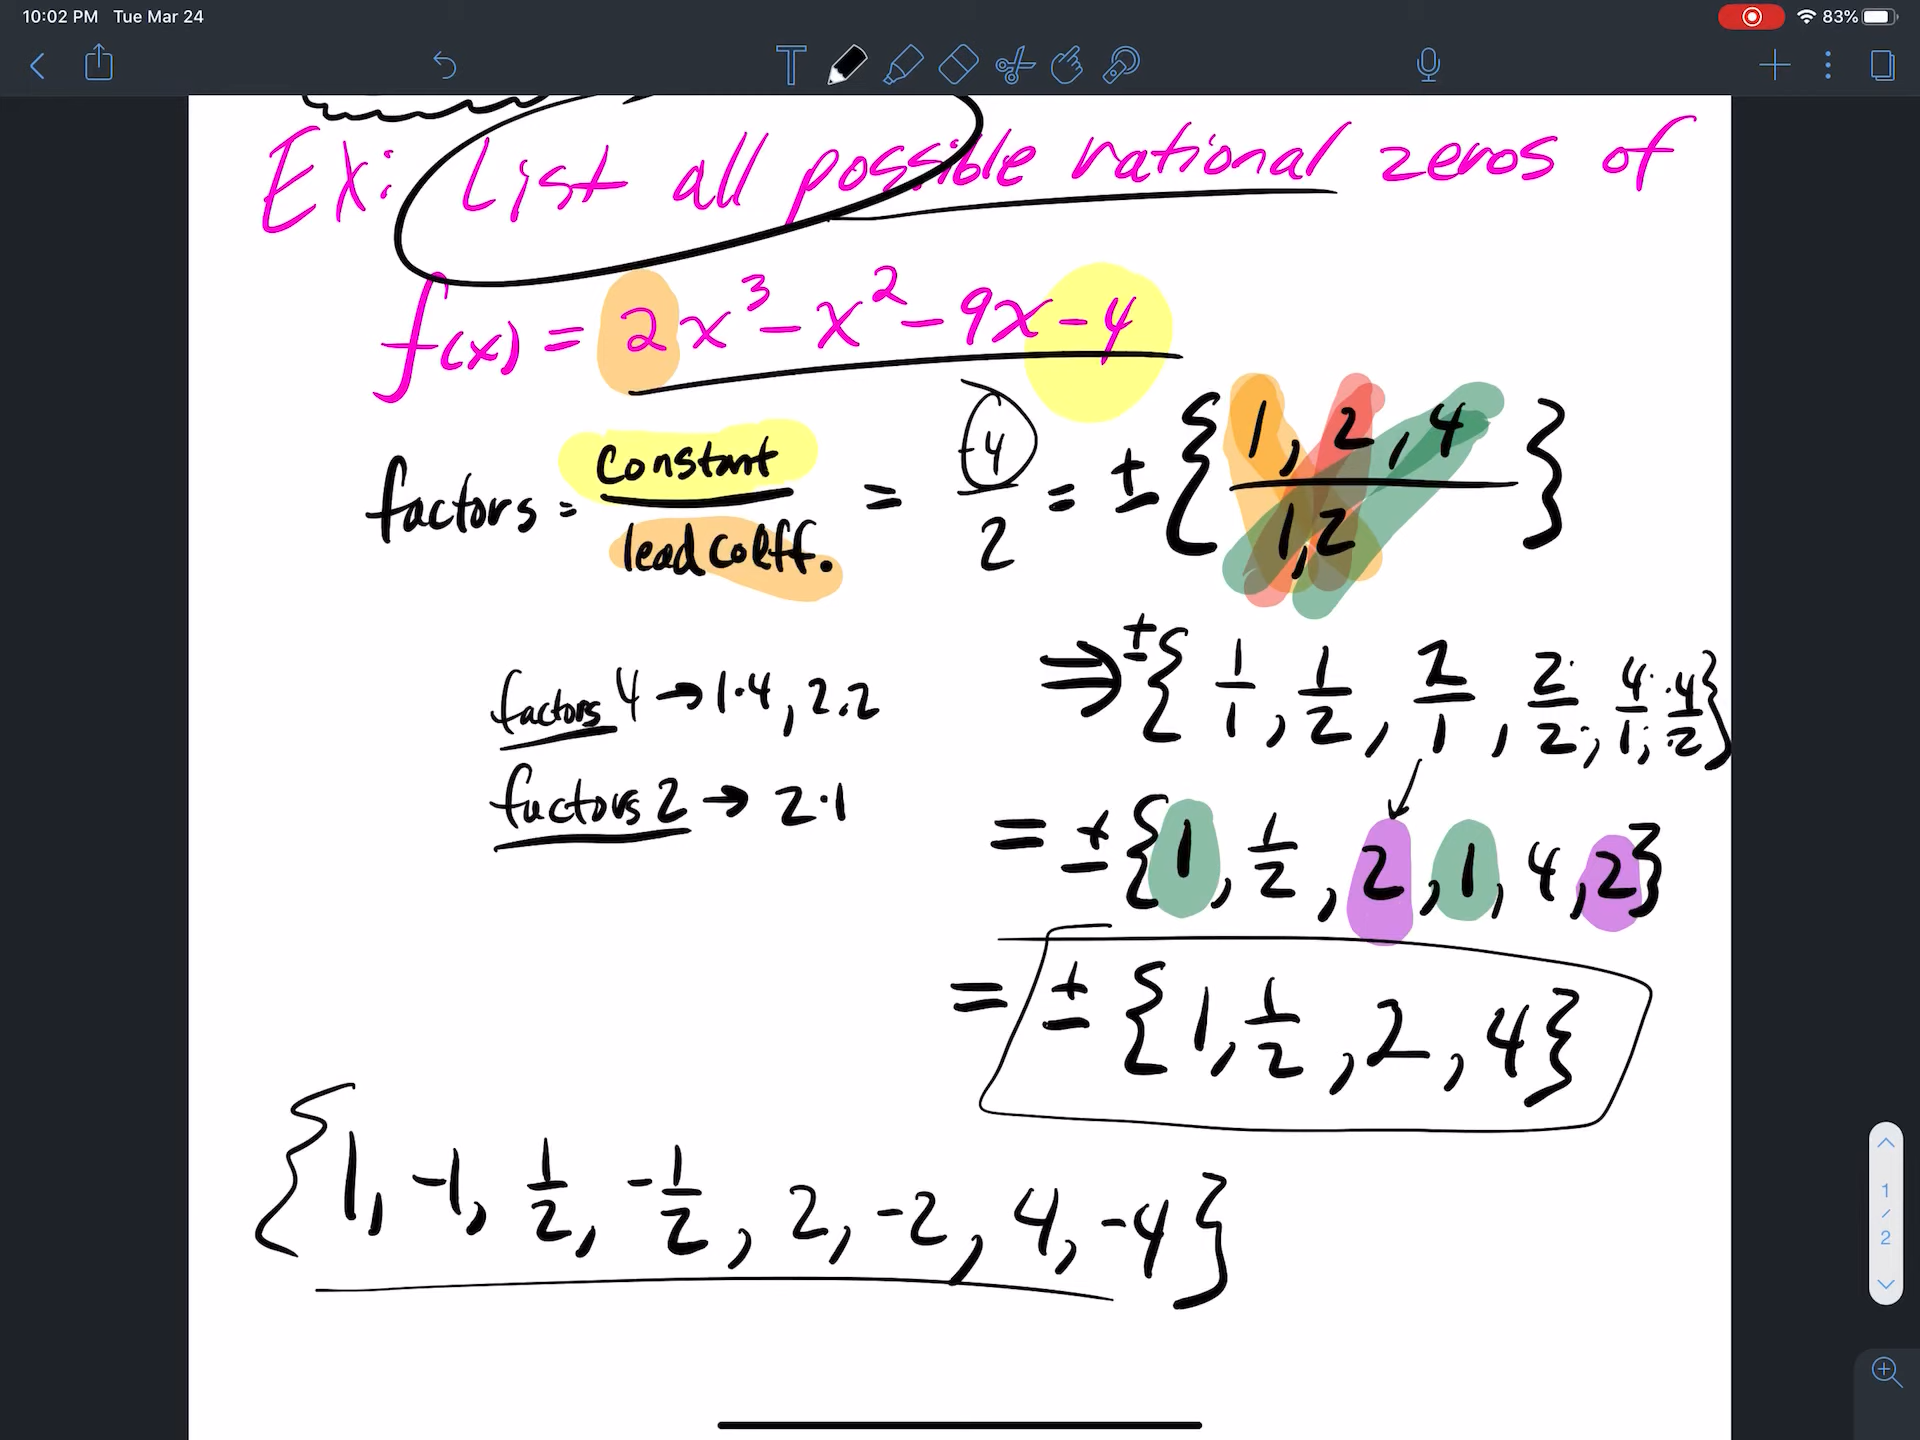 10:02 PM Tue Mar 24
83%
Ex: List all possible rational zeros of
f(x) = 2x³ - x² - 9x - 4
factors = constant / lead coeff. = -4 / 2 = ± { 1, 2, 4 / 1, 2 }
⇒ ± { 1/1, 1/2, 2/1, 2/2, 4/1, 4/2 }
factors 4 → 1·4, 2·2
factors 2 → 2·1
= ± { 1, 1/2, 2, 1, 4, 2 }
= ± { 1, 1/2, 2, 4 }
{ 1, -1, 1/2, -1/2, 2, -2, 4, -4 }
1 / 2